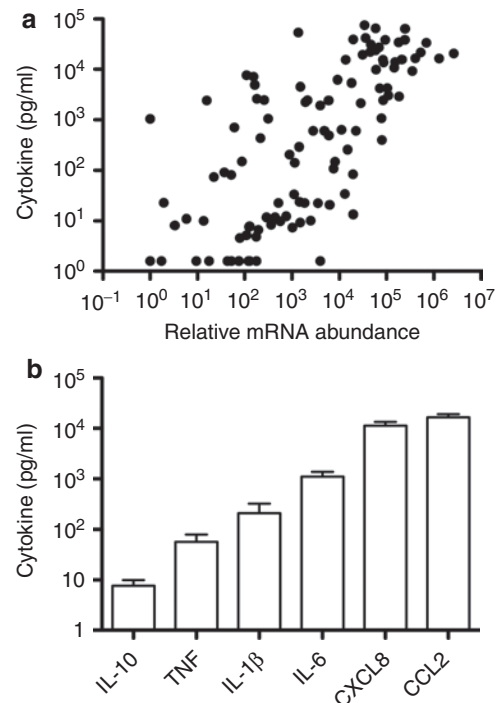 a
Cytokine (pg/ml)
10⁵
10⁴
10³
10²
10¹
10⁰
10⁻¹ 10⁰ 10¹ 10² 10³ 10⁴ 10⁵ 10⁶ 10⁷
Relative mRNA abundance
b
Cytokine (pg/ml)
10⁵
10⁴
10³
10²
10
1
IL-10 TNF IL-1β IL-6 CXCL8 CCL2